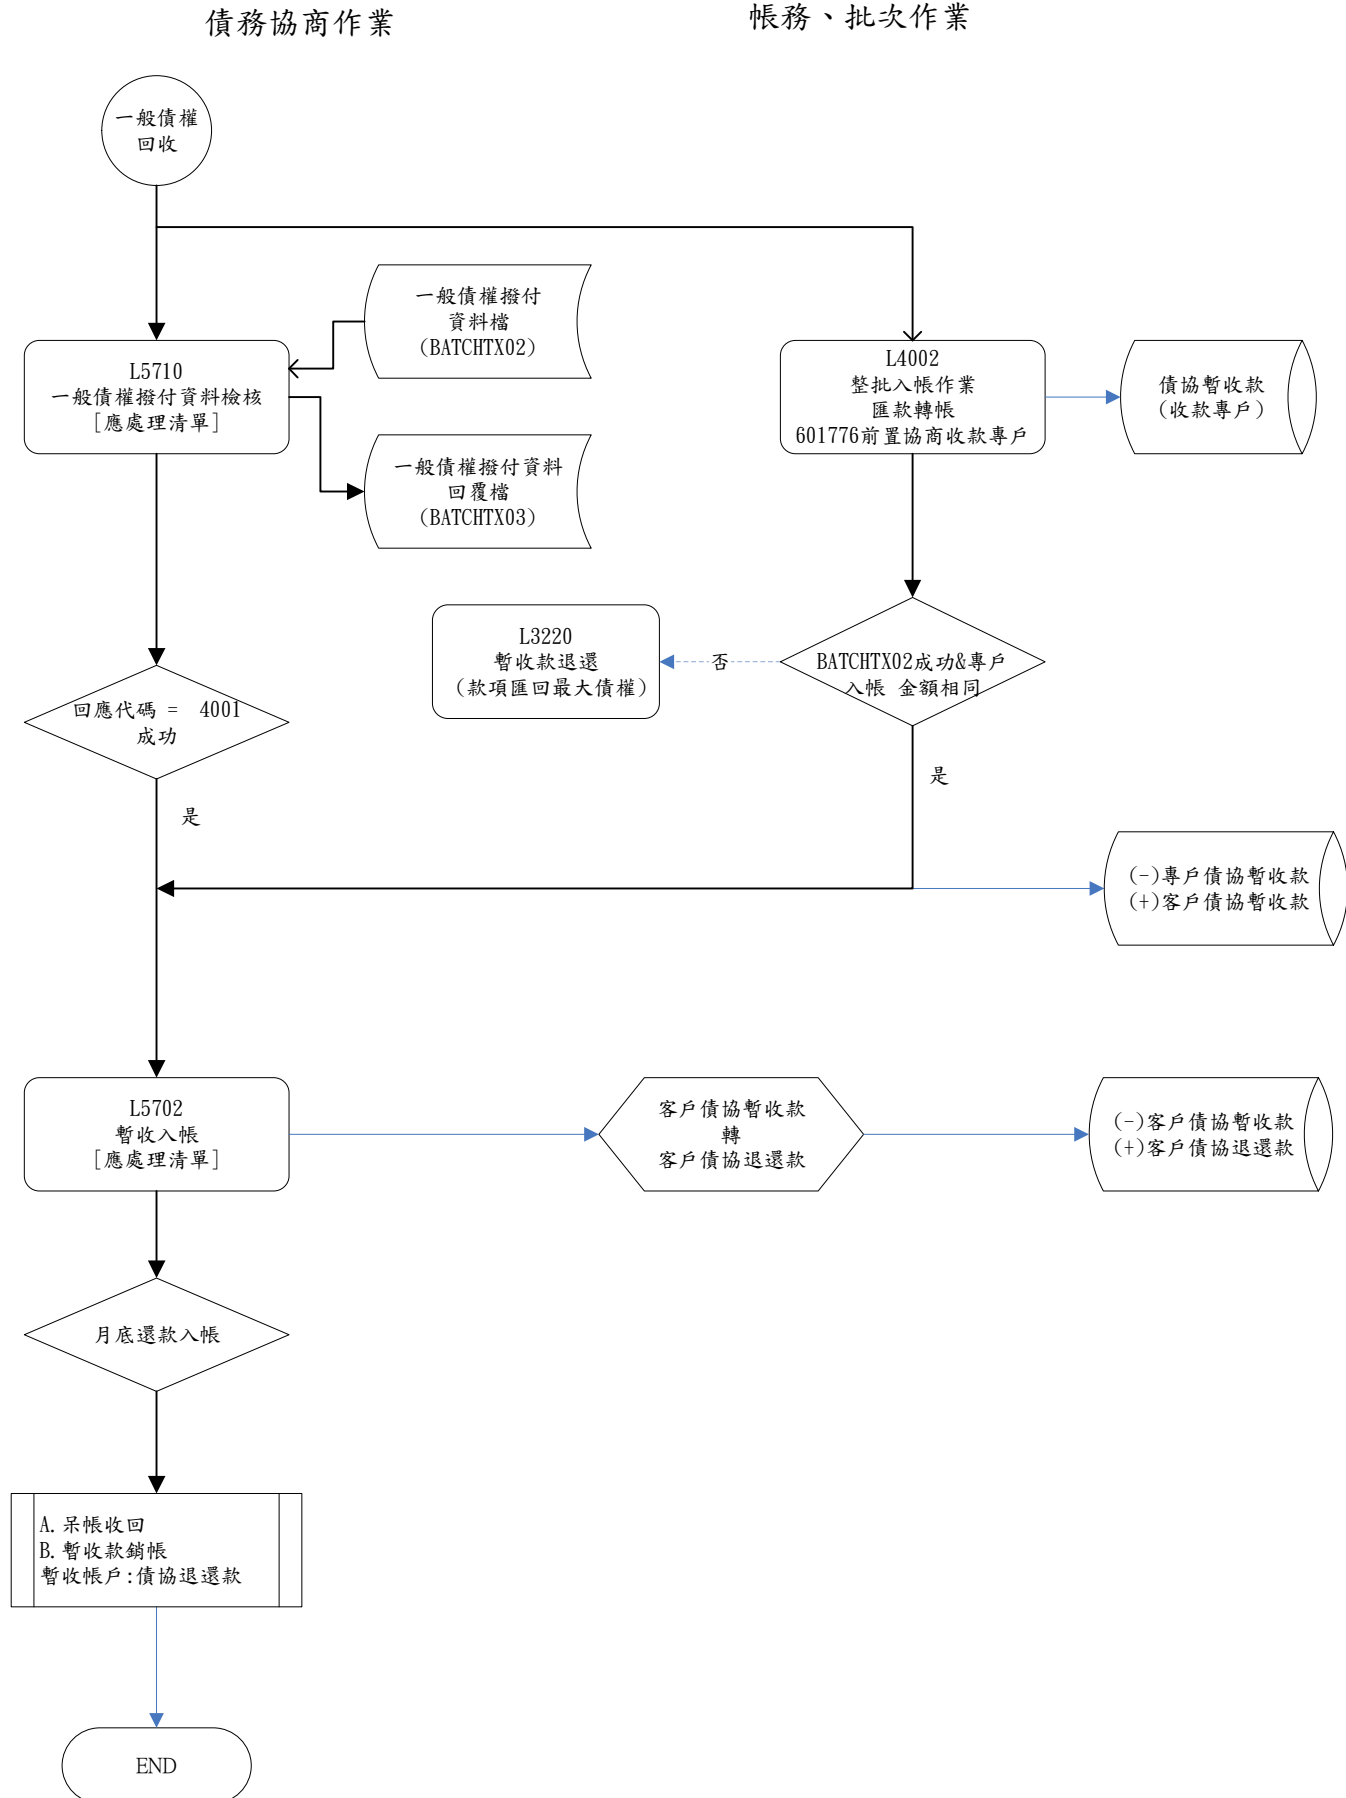 債務協商作業
帳務、批次作業
一般債權
回收
一般債權撥付
資料檔
(BATCHTX02)
L5710
一般債權撥付資料檢核
[應處理清單]
L4002
整批入帳作業
匯款轉帳
601776前置協商收款專戶
債協暫收款
(收款專戶)
一般債權撥付資料
回覆檔
(BATCHTX03)
L3220
暫收款退還
(款項匯回最大債權)
否
BATCHTX02成功&專戶
入帳 金額相同
回應代碼 = 4001
成功
是
是
(-)專戶債協暫收款
(+)客戶債協暫收款
L5702
暫收入帳
[應處理清單]
客戶債協暫收款
轉
客戶債協退還款
(-)客戶債協暫收款
(+)客戶債協退還款
月底還款入帳
A.呆帳收回
B.暫收款銷帳
暫收帳戶:債協退還款
END